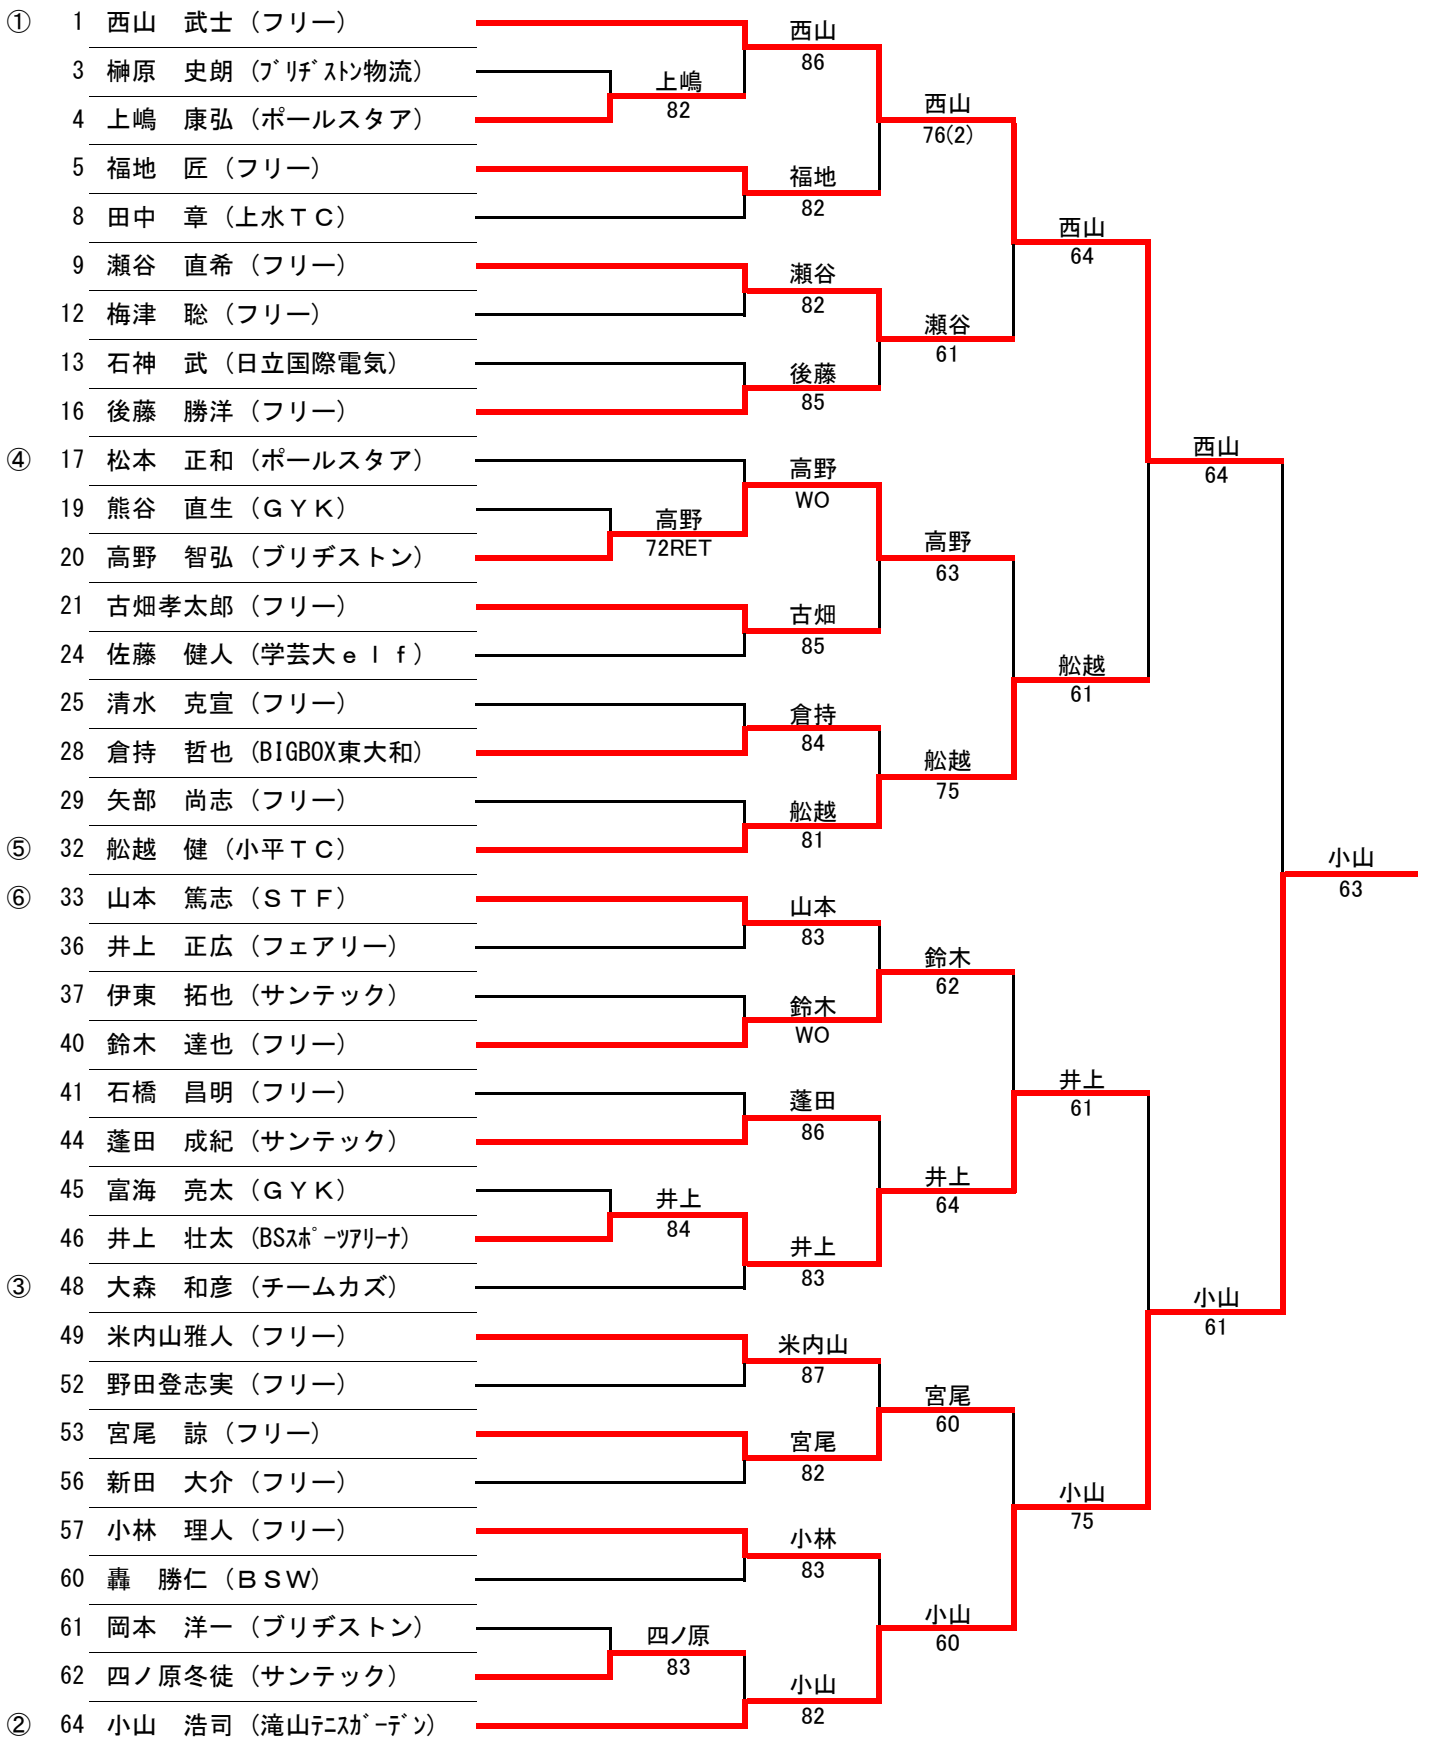 ① 1 西山　武士（フリー）
3 榊原　史朗（ﾌﾞﾘﾁﾞｽﾄﾝ物流）
4 上嶋　康弘（ポールスタア）
5 福地　匠（フリー）
8 田中　章（上水ＴＣ）
9 瀬谷　直希（フリー）
12 梅津　聡（フリー）
13 石神　武（日立国際電気）
16 後藤　勝洋（フリー）
④ 17 松本　正和（ポールスタア）
19 熊谷　直生（ＧＹＫ）
20 高野　智弘（ブリヂストン）
21 古畑孝太郎（フリー）
24 佐藤　健人（学芸大ｅｌｆ）
25 清水　克宣（フリー）
28 倉持　哲也（BIGBOX東大和）
29 矢部　尚志（フリー）
⑤ 32 舩越　健（小平ＴＣ）
⑥ 33 山本　篤志（ＳＴＦ）
36 井上　正広（フェアリー）
37 伊東　拓也（サンテック）
40 鈴木　達也（フリー）
41 石橋　昌明（フリー）
44 蓬田　成紀（サンテック）
45 富海　亮太（ＧＹＫ）
46 井上　壮太（BSｽﾎﾟｰﾂｱﾘｰﾅ）
③ 48 大森　和彦（チームカズ）
49 米内山雅人（フリー）
52 野田登志実（フリー）
53 宮尾　諒（フリー）
56 新田　大介（フリー）
57 小林　理人（フリー）
60 轟　勝仁（ＢＳＷ）
61 岡本　洋一（ブリヂストン）
62 四ノ原冬徒（サンテック）
② 64 小山　浩司（滝山ﾃﾆｽｶﾞｰﾃﾞﾝ）
上嶋
82
高野
72RET
井上
84
四ノ原
83
西山
86
福地
82
瀬谷
82
後藤
85
高野
WO
古畑
85
倉持
84
舩越
81
山本
83
鈴木
WO
蓬田
86
井上
83
米内山
87
宮尾
82
小林
83
小山
82
西山
76(2)
瀬谷
61
高野
63
舩越
75
鈴木
62
井上
64
宮尾
60
小山
60
西山
64
舩越
61
井上
61
小山
75
西山
64
小山
61
小山
63